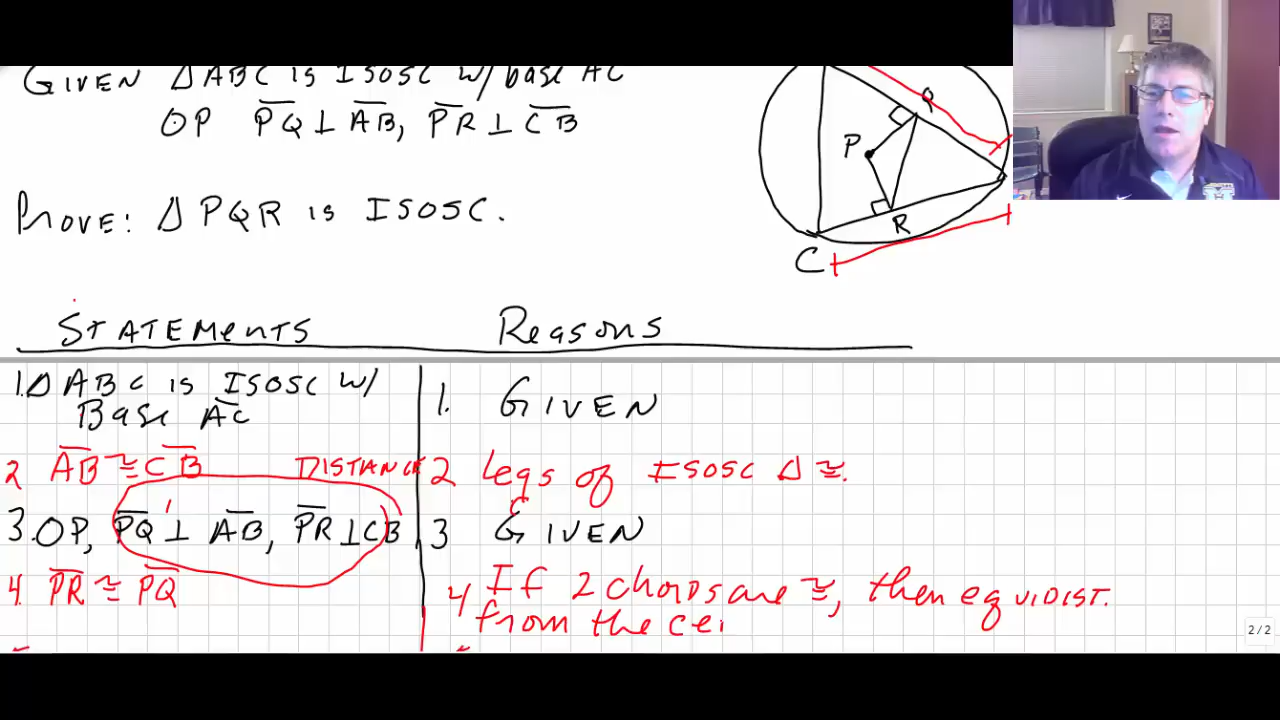 GIVEN △ABC is ISOSC w/ base AC
⊙P PQ ⊥ AB, PR ⊥ CB
Prove: △ PQR is ISOSC.
Q
P
R
C
STATEMENTS Reasons
1. △ ABC is ISOSC w/
Base AC
1. GIVEN
2 AB ≅ CB DISTANCE
2 Legs of ISOSC △ ≅.
3. ⊙P, PQ ⊥ AB, PR ⊥ CB
3 GIVEN
4. PR ≅ PQ
4 If 2 chords are ≅, then equidist.
from the cen
2 / 2